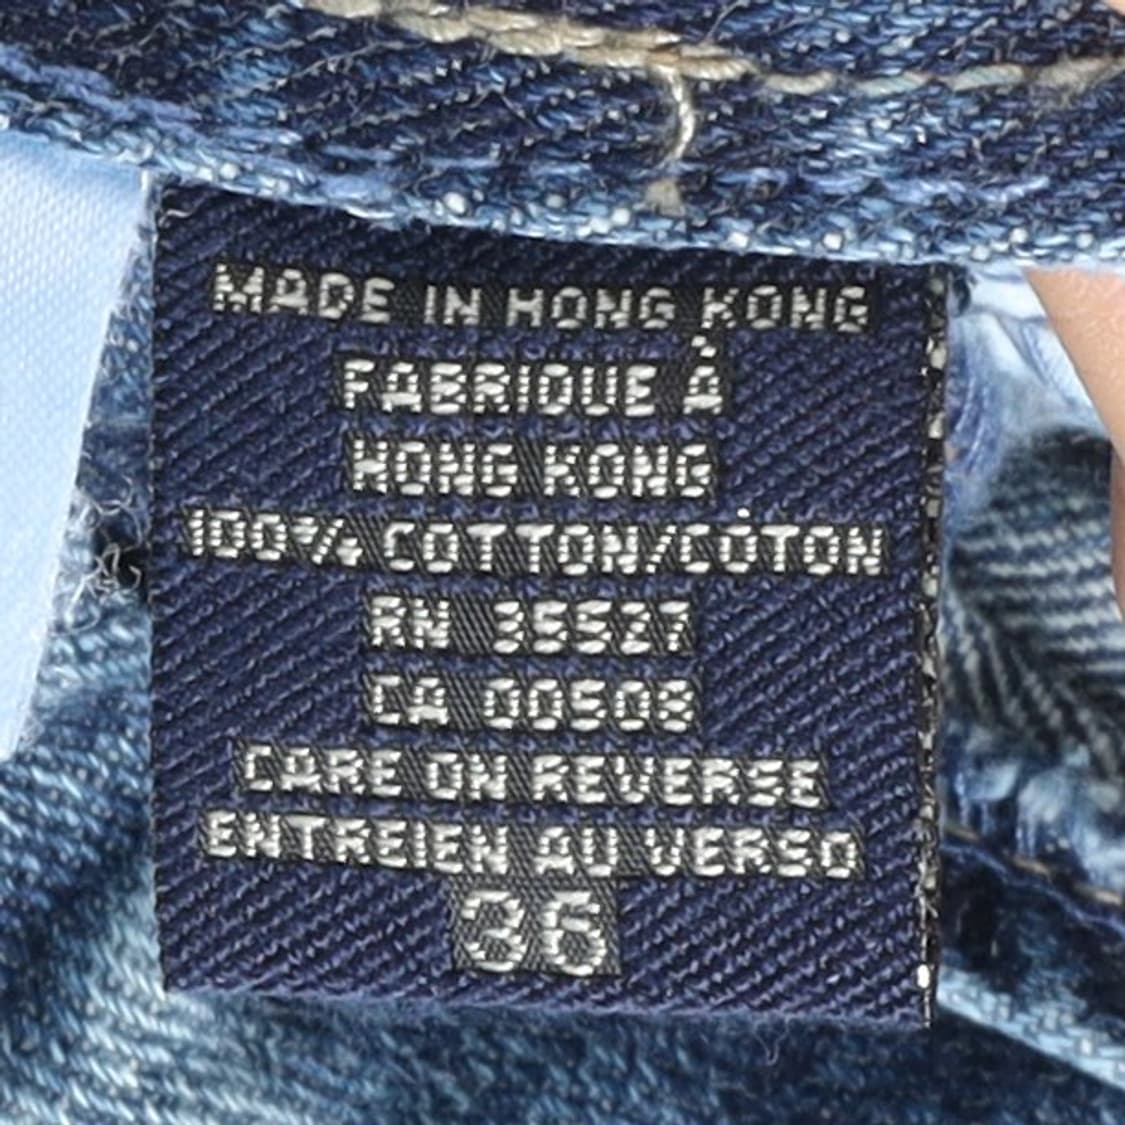 MADE IN HONG KONG
FABRIQUE À
HONG KONG
100% COTTON/COTON
RN 35527
CA 00508
CARE ON REVERSE
ENTREIEN AU VERSO
36